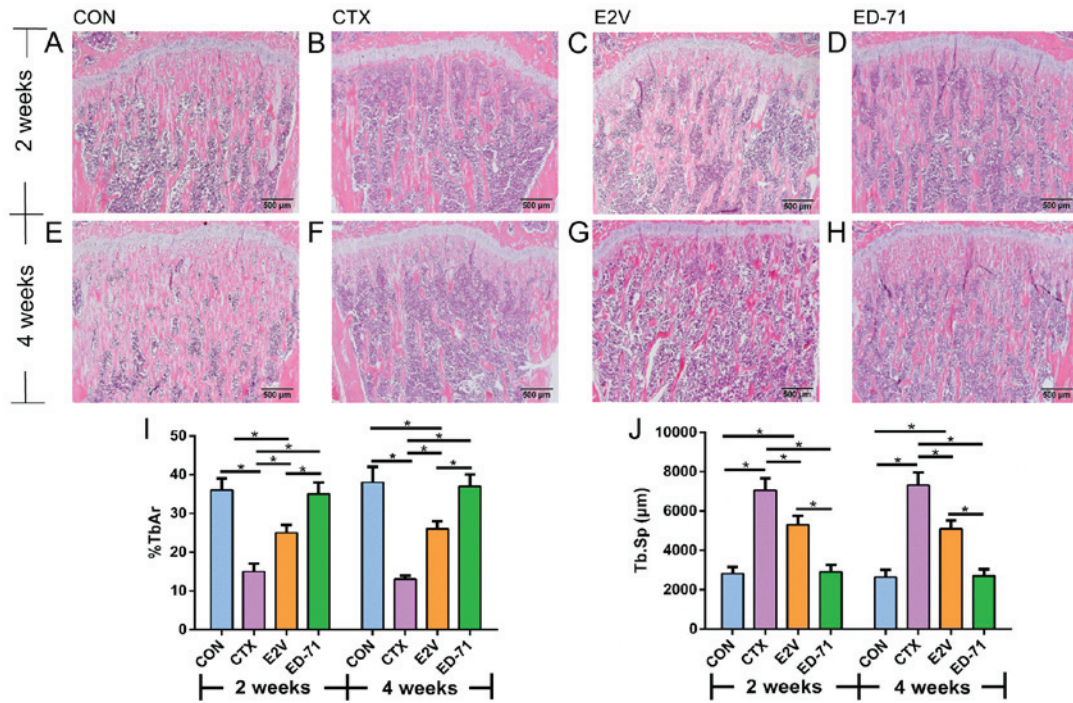 CON CTX E2V ED-71
A B C D
2 weeks
500 µm 500 µm 500 µm 500 µm
E F G H
4 weeks
500 µm 500 µm 500 µm 500 µm
I
* * * * * * * * * *
50
40
30
20
10
0
%TbAr
CON CTX E2V ED-71 CON CTX E2V ED-71
2 weeks 4 weeks
J
* * * * * * * * * *
10000
8000
6000
4000
2000
0
Tb.Sp (µm)
CON CTX E2V ED-71 CON CTX E2V ED-71
2 weeks 4 weeks